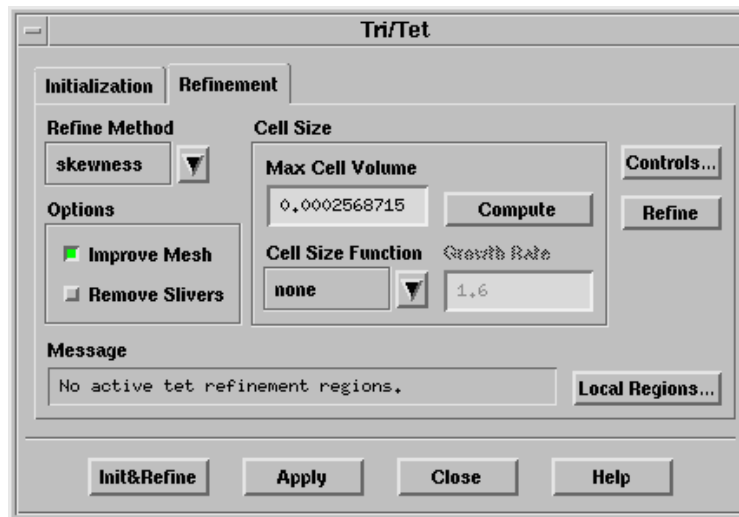 Tri/Tet
Initialization Refinement
Refine Method
skewness
Options
Improve Mesh
Remove Slivers
Cell Size
Max Cell Volume
0.0002568715 Compute
Cell Size Function Growth Rate
none 1.6
Controls...
Refine
Message
No active tet refinement regions. Local Regions...
Init&Refine Apply Close Help